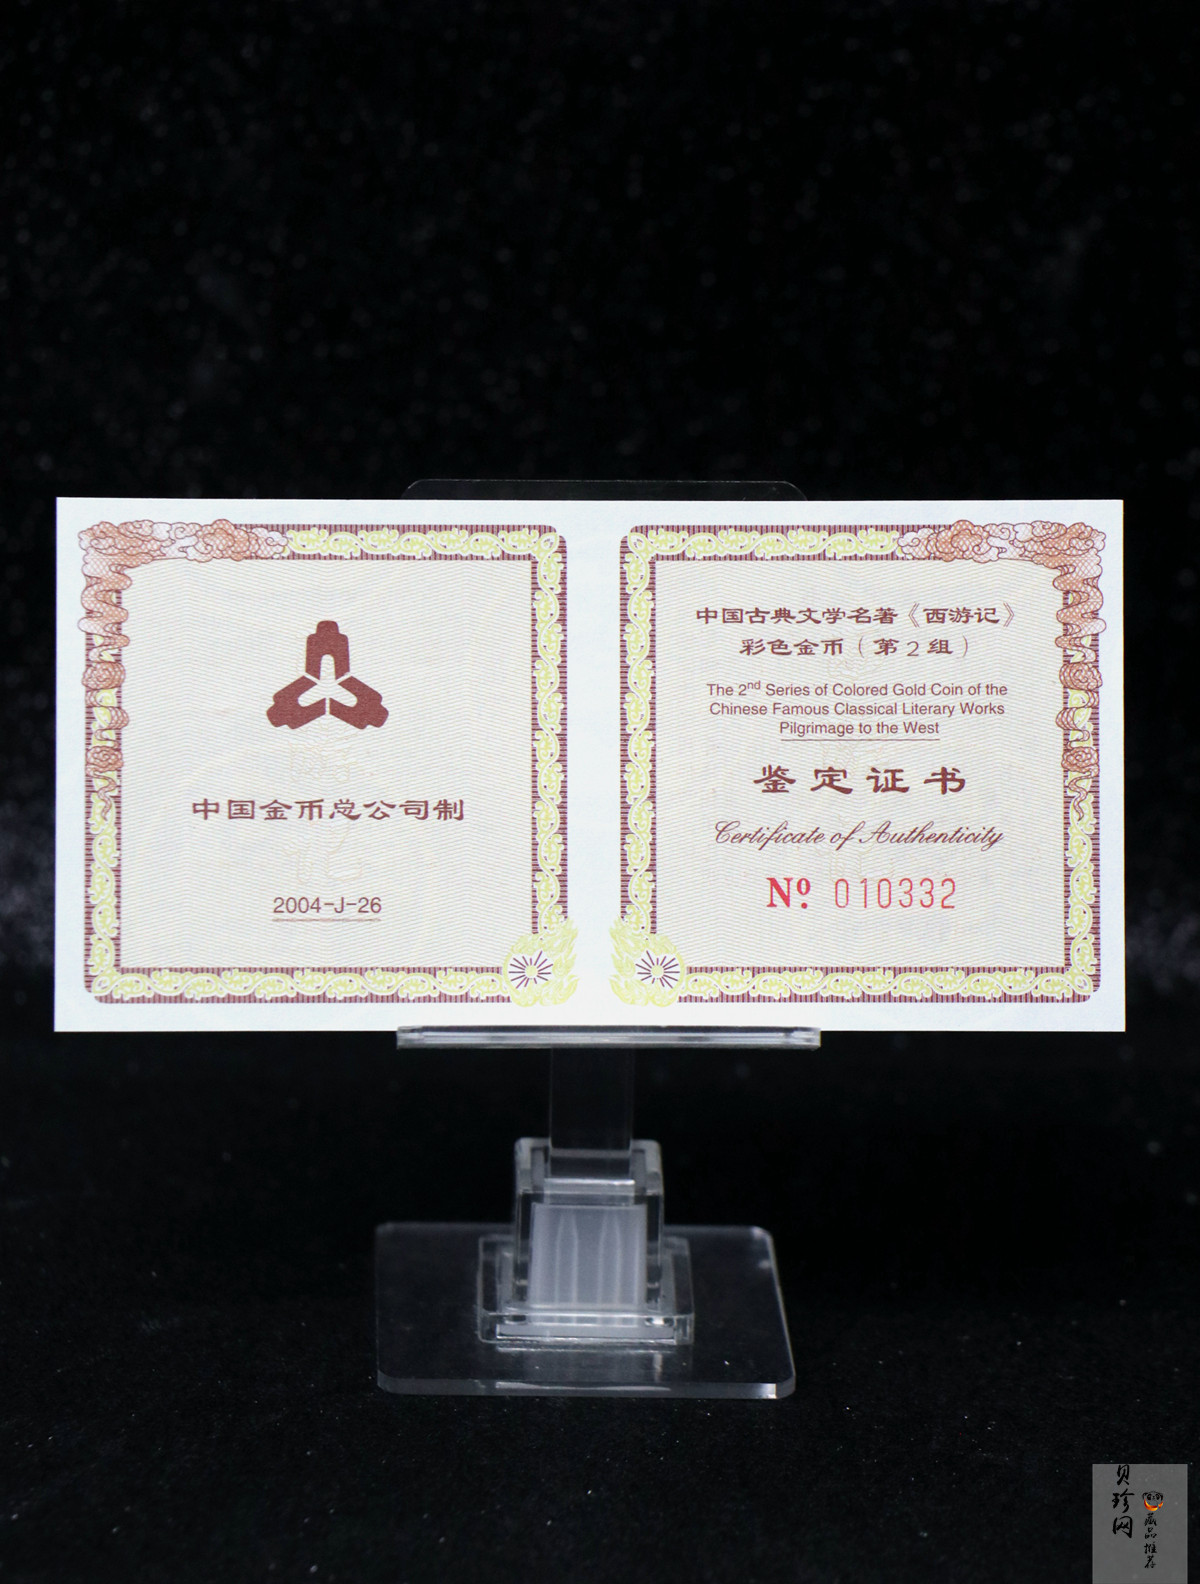 中国金币总公司制
2004-J-26
中国古典文学名著《西游记》
彩色金币（第2组）
The 2nd Series of Colored Gold Coin of the
Chinese Famous Classical Literary Works
Pilgrimage to the West
鉴定证书
Certificate of Authenticity
Nº. 010332
贝珍网
藏品推荐